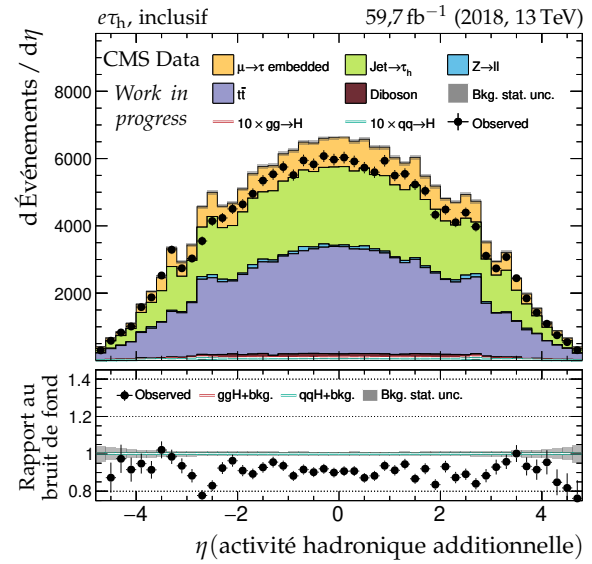 eτh, inclusif 59,7 fb−1 (2018, 13 TeV)
CMS Data
Work in
progress
μ→τ embedded Jet→τh Z→ll
tt̄ Diboson Bkg. stat. unc.
10 × gg→H 10 × qq→H Observed
d Événements / dη
8000
6000
4000
2000
Observed ggH+bkg. qqH+bkg. Bkg. stat. unc.
Rapport au
bruit de fond
1.4
1.2
1
0.8
−4 −2 0 2 4
η (activité hadronique additionnelle)